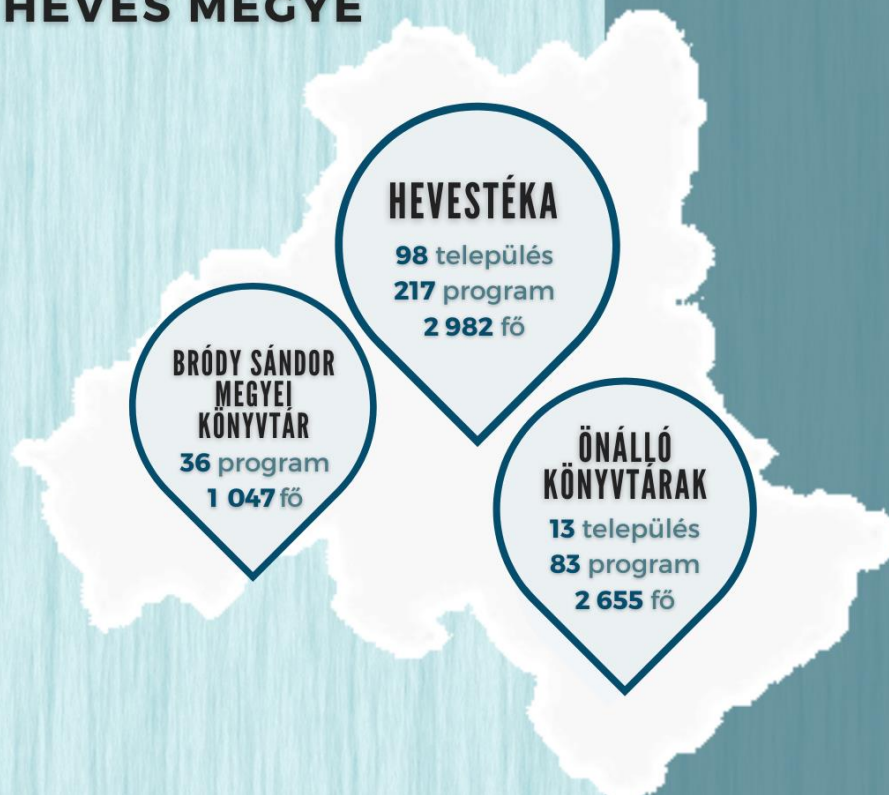 HEVES MEGYE
HEVESTÉKA
98 település
217 program
2 982 fő
BRÓDY SÁNDOR
MEGYEI
KÖNYVTÁR
36 program
1 047 fő
ÖNÁLLÓ
KÖNYVTÁRAK
13 település
83 program
2 655 fő